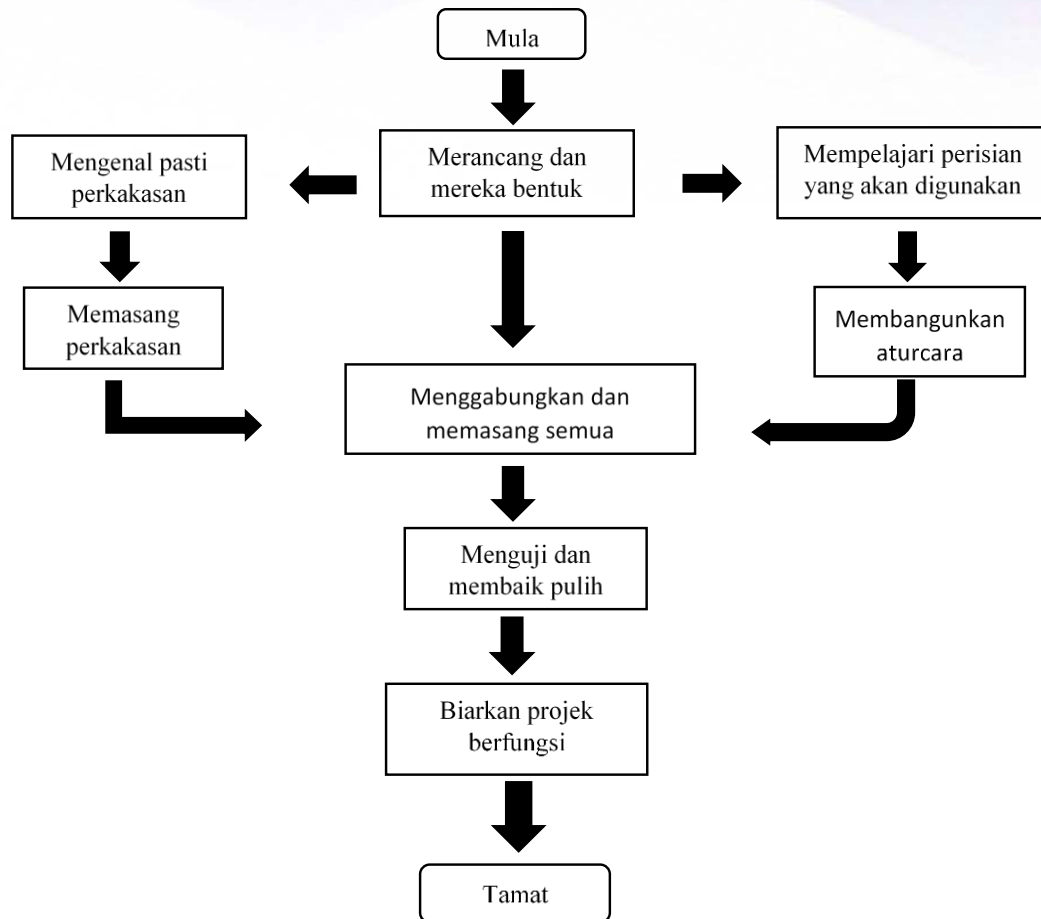 Mula
Merancang dan
mereka bentuk
Mengenal pasti
perkakasan
Mempelajari perisian
yang akan digunakan
Memasang
perkakasan
Membangunkan
aturcara
Menggabungkan dan
memasang semua
Menguji dan
membaik pulih
Biarkan projek
berfungsi
Tamat